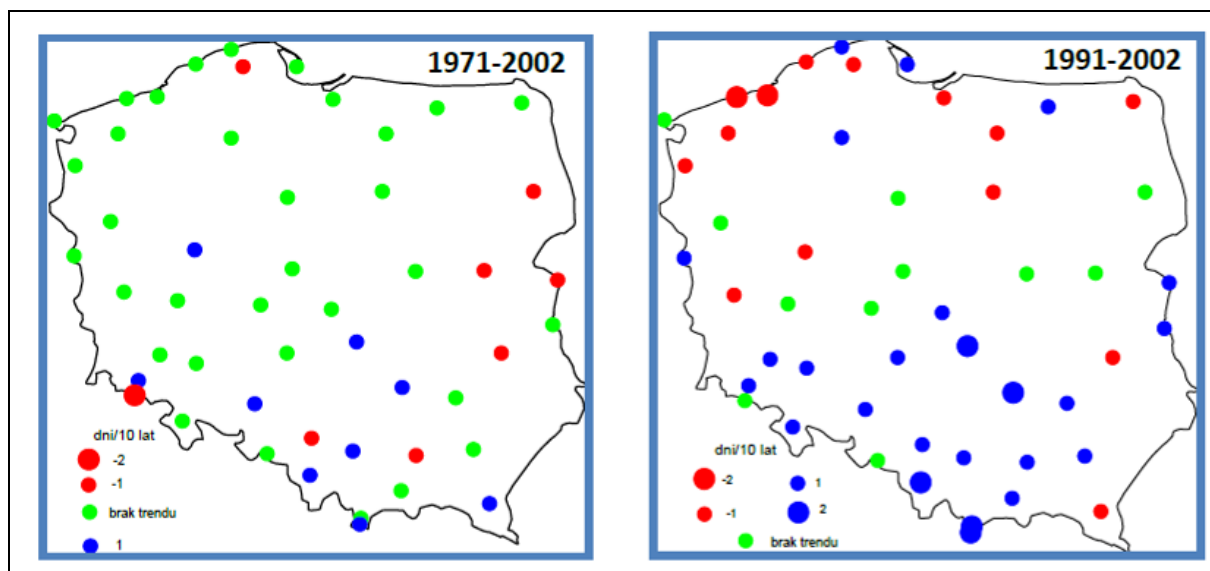 1971-2002
dni/10 lat
-2
-1
brak trendu
1
1991-2002
dni/10 lat
-2
1
-1
2
brak trendu